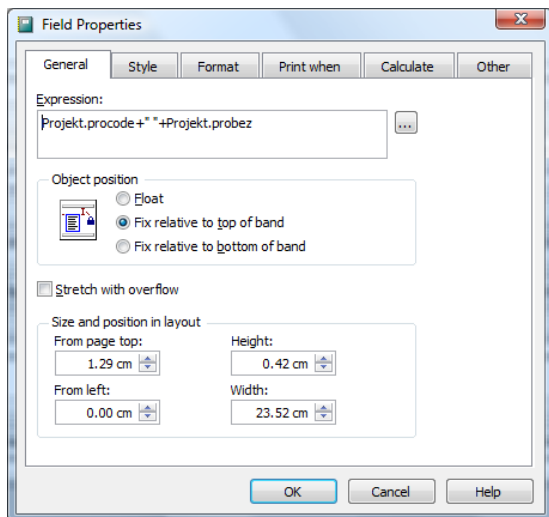 Field Properties
General Style Format Print when Calculate Other
Expression:
Projekt.procode+" "+Projekt.probez
...
Object position
Float
Fix relative to top of band
Fix relative to bottom of band
Stretch with overflow
Size and position in layout
From page top: Height:
1.29 cm 0.42 cm
From left: Width:
0.00 cm 23.52 cm
OK Cancel Help